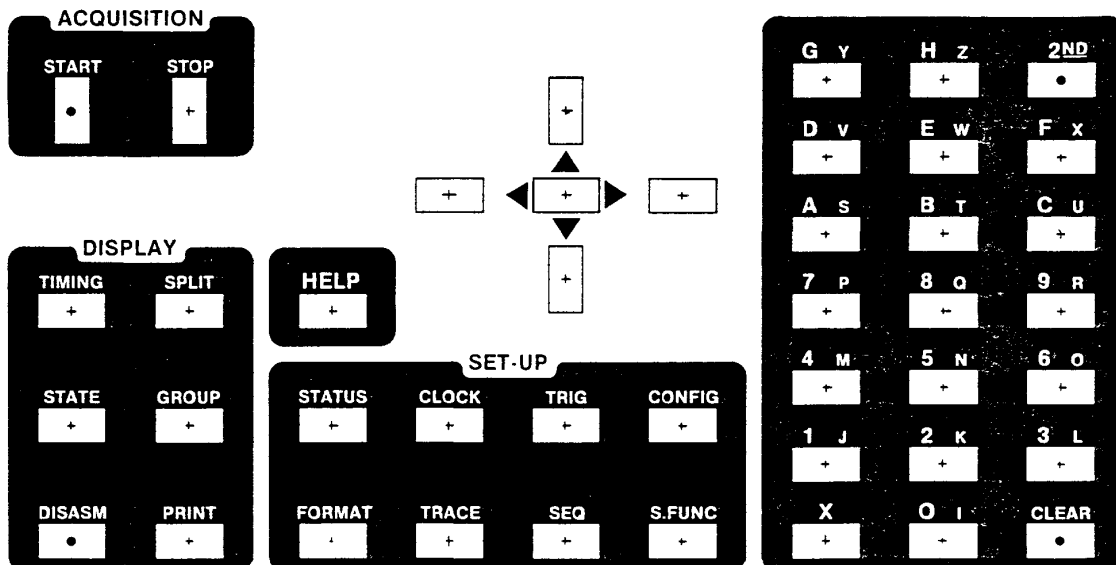 ACQUISITION
START STOP
DISPLAY
TIMING SPLIT
STATE GROUP
DISASM PRINT
HELP
SET-UP
STATUS CLOCK TRIG CONFIG
FORMAT TRACE SEQ S.FUNC
G Y H Z 2ND
D V E W F X
A S B T C U
7 P 8 Q 9 R
4 M 5 N 6 O
1 J 2 K 3 L
X O I CLEAR